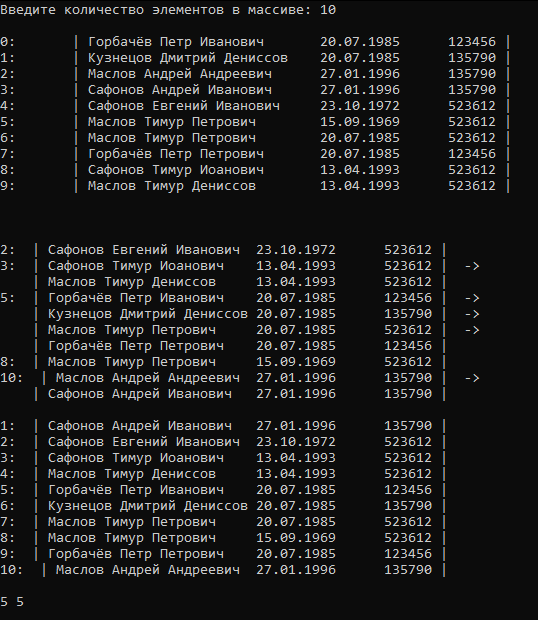 Введите количество элементов в массиве: 10
0: | Горбачёв Петр Иванович 20.07.1985 123456 |
1: | Кузнецов Дмитрий Дениссов 20.07.1985 135790 |
2: | Маслов Андрей Андреевич 27.01.1996 135790 |
3: | Сафонов Андрей Иванович 27.01.1996 135790 |
4: | Сафонов Евгений Иванович 23.10.1972 523612 |
5: | Маслов Тимур Петрович 15.09.1969 523612 |
6: | Маслов Тимур Петрович 20.07.1985 523612 |
7: | Горбачёв Петр Петрович 20.07.1985 123456 |
8: | Сафонов Тимур Иоанович 13.04.1993 523612 |
9: | Маслов Тимур Дениссов 13.04.1993 523612 |
2: | Сафонов Евгений Иванович 23.10.1972 523612 |
3: | Сафонов Тимур Иоанович 13.04.1993 523612 | ->
| Маслов Тимур Дениссов 13.04.1993 523612 |
5: | Горбачёв Петр Иванович 20.07.1985 123456 | ->
| Кузнецов Дмитрий Дениссов 20.07.1985 135790 | ->
| Маслов Тимур Петрович 20.07.1985 523612 | ->
| Горбачёв Петр Петрович 20.07.1985 123456 |
8: | Маслов Тимур Петрович 15.09.1969 523612 |
10: | Маслов Андрей Андреевич 27.01.1996 135790 | ->
| Сафонов Андрей Иванович 27.01.1996 135790 |
1: | Сафонов Андрей Иванович 27.01.1996 135790 |
2: | Сафонов Евгений Иванович 23.10.1972 523612 |
3: | Сафонов Тимур Иоанович 13.04.1993 523612 |
4: | Маслов Тимур Дениссов 13.04.1993 523612 |
5: | Горбачёв Петр Иванович 20.07.1985 123456 |
6: | Кузнецов Дмитрий Дениссов 20.07.1985 135790 |
7: | Маслов Тимур Петрович 20.07.1985 523612 |
8: | Маслов Тимур Петрович 15.09.1969 523612 |
9: | Горбачёв Петр Петрович 20.07.1985 123456 |
10: | Маслов Андрей Андреевич 27.01.1996 135790 |
5 5